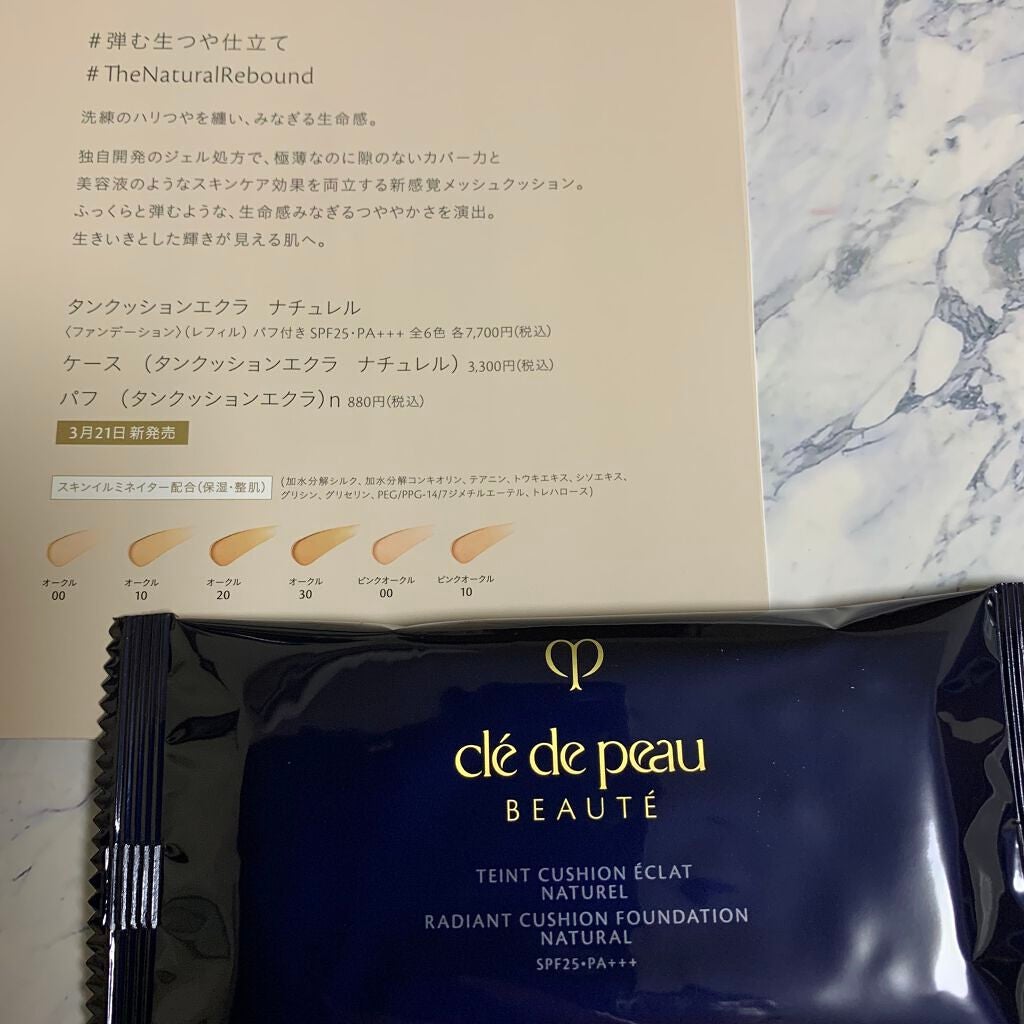 #弾む生つや仕立て
#TheNaturalRebound
洗練のハリつやを纏い、みなぎる生命感。
独自開発のジェル処方で、極薄なのに隙のないカバー力と
美容液のようなスキンケア効果を両立する新感覚メッシュクッション。
ふっくらと弾むような、生命感みなぎるつややかさを演出。
生きいきとした輝きが見える肌へ。
タンクッションエクラ　ナチュレル
〈ファンデーション〉(レフィル) パフ付き SPF25・PA+++ 全6色 各7,700円(税込)
ケース　(タンクッションエクラ　ナチュレル) 3,300円(税込)
パフ　(タンクッションエクラ)n 880円(税込)
3月21日 新発売
スキンイルミネイター配合(保湿・整肌)
(加水分解シルク、加水分解コンキオリン、テアニン、トウキエキス、シソエキス、
グリシン、グリセリン、PEG/PPG-14/7ジメチルエーテル、トレハロース)
オークル 00
オークル 10
オークル 20
オークル 30
ピンクオークル 00
ピンクオークル 10
clé de peau
BEAUTÉ
TEINT CUSHION ÉCLAT
NATUREL
RADIANT CUSHION FOUNDATION
NATURAL
SPF25・PA+++